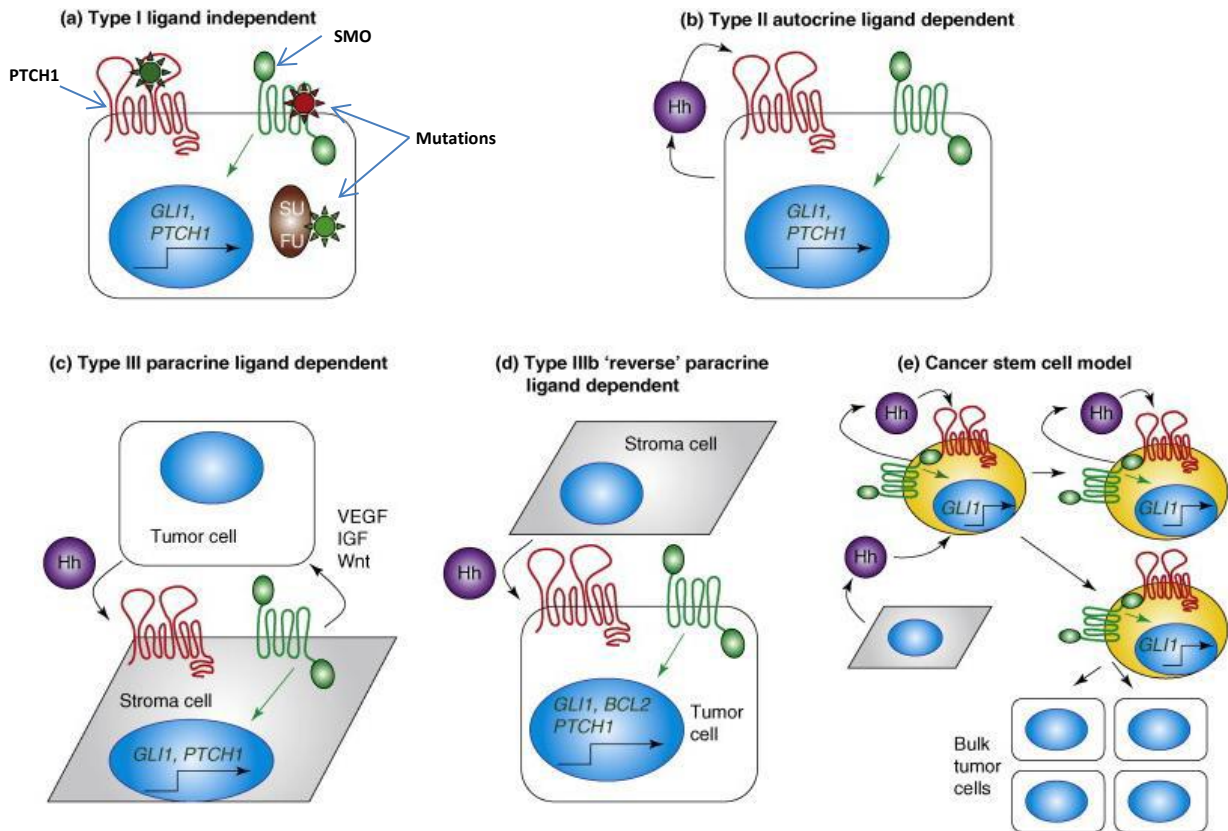 (a) Type I ligand independent
SMO
PTCH1
Mutations
GLI1,
PTCH1
SU
FU
(b) Type II autocrine ligand dependent
Hh
GLI1,
PTCH1
(c) Type III paracrine ligand dependent
Tumor cell
VEGF
IGF
Wnt
Hh
Stroma cell
GLI1, PTCH1
(d) Type IIIb ‘reverse’ paracrine
ligand dependent
Stroma cell
Hh
GLI1, BCL2
PTCH1
Tumor
cell
(e) Cancer stem cell model
Hh
Hh
GLI1
GLI1
Hh
GLI1
Bulk
tumor
cells